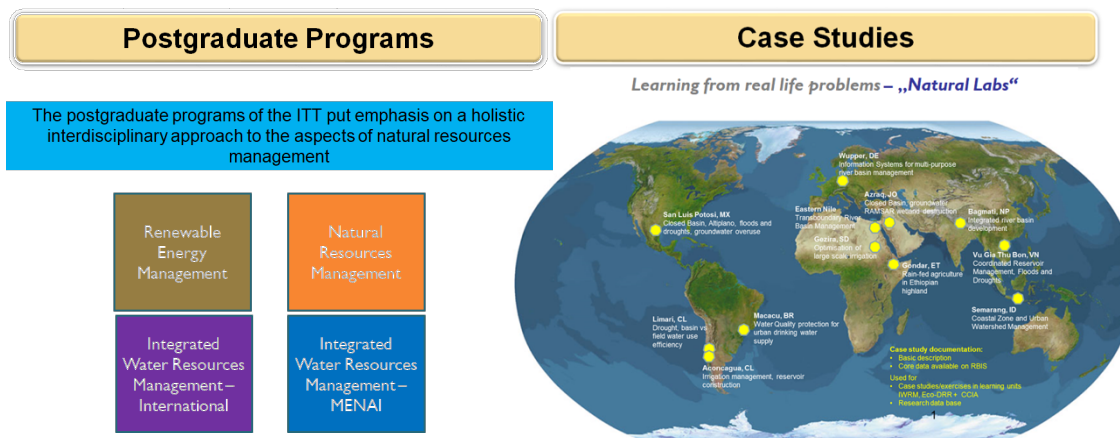 Postgraduate Programs
The postgraduate programs of the ITT put emphasis on a holistic
interdisciplinary approach to the aspects of natural resources
management
Renewable
Energy
Management
Natural
Resources
Management
Integrated
Water Resources
Management –
International
Integrated
Water Resources
Management –
MENAI
Case Studies
Learning from real life problems – „Natural Labs“
Wupper, DE
Information Systems for multi-purpose
river basin management
Azraq, JO
Closed Basin, groundwater,
RAMSAR wetland destruction
Eastern Nile
Transboundary River
Basin Management
Gezira, SD
Optimisation of
large scale irrigation
Bagmati, NP
Integrated river basin
development
San Luis Potosi, MX
Closed Basin, Altiplano, floods and
droughts, groundwater overuse
Vu Gia Thu Bon, VN
Coordinated Reservoir
Management, Floods and
Droughts
Gondar, ET
Rain-fed agriculture
in Ethiopian
highland
Semarang, ID
Coastal Zone and Urban
Watershed Management
Limari, CL
Drought, basin vs
field water use
efficiency
Macacu, BR
Water Quality protection for
urban drinking water
supply
Aconcagua, CL
Irrigation management, reservoir
construction
Case study documentation:
• Basic description
• Core data available on RBIS
Used for
• Case studies/exercises in learning units
IWRM, Eco-DRR + CCIA
• Research data base
1